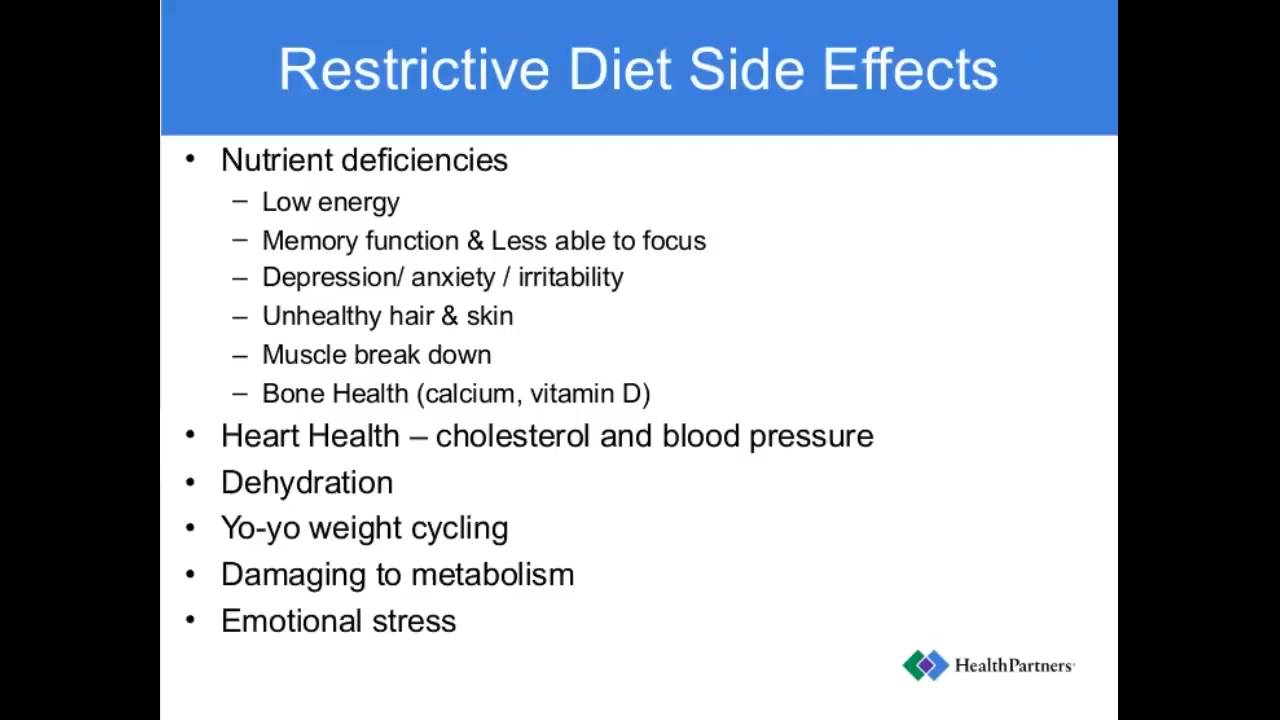 Restrictive Diet Side Effects
• Nutrient deficiencies
– Low energy
– Memory function & Less able to focus
– Depression/ anxiety / irritability
– Unhealthy hair & skin
– Muscle break down
– Bone Health (calcium, vitamin D)
• Heart Health – cholesterol and blood pressure
• Dehydration
• Yo-yo weight cycling
• Damaging to metabolism
• Emotional stress
HealthPartners